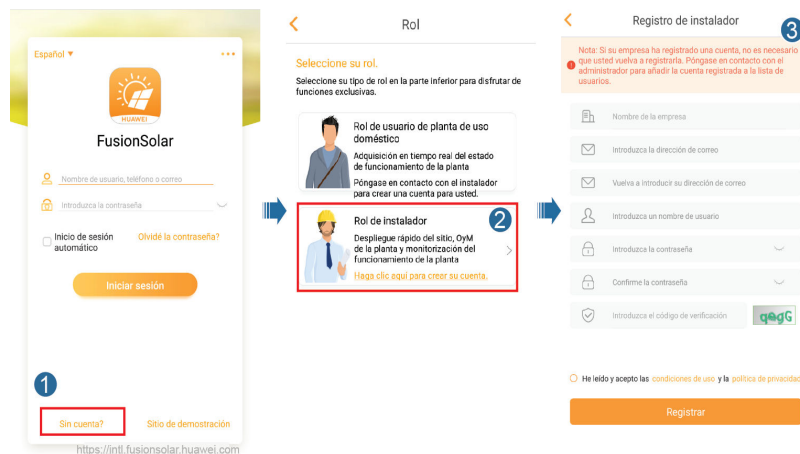 Español ▼
HUAWEI
FusionSolar
Nombre de usuario, teléfono o correo
Introduzca la contraseña
Inicio de sesión
automático
Olvidé la contraseña?
Iniciar sesión
1
Sin cuenta?
Sitio de demostración
https://intl.fusionsolar.huawei.com
Rol
Seleccione su rol.
Seleccione su tipo de rol en la parte inferior para disfrutar de
funciones exclusivas.
Rol de usuario de planta de uso
doméstico
Adquisición en tiempo real del estado
de funcionamiento de la planta
Póngase en contacto con el instalador
para crear una cuenta para usted.
Rol de instalador
2
Despliegue rápido del sitio, OyM
de la planta y monitorización del
funcionamiento de la planta
Haga clic aquí para crear su cuenta.
Registro de instalador
3
Nota: Si su empresa ha registrado una cuenta, no es necesario
que usted vuelva a registrarla. Póngase en contacto con el
administrador para añadir la cuenta registrada a la lista de
usuarios.
Nombre de la empresa
Introduzca la dirección de correo
Vuelva a introducir su dirección de correo
Introduzca un nombre de usuario
Introduzca la contraseña
Confirme la contraseña
Introduzca el código de verificación
qegG
He leído y acepto las condiciones de uso y la política de privacidad
Registrar